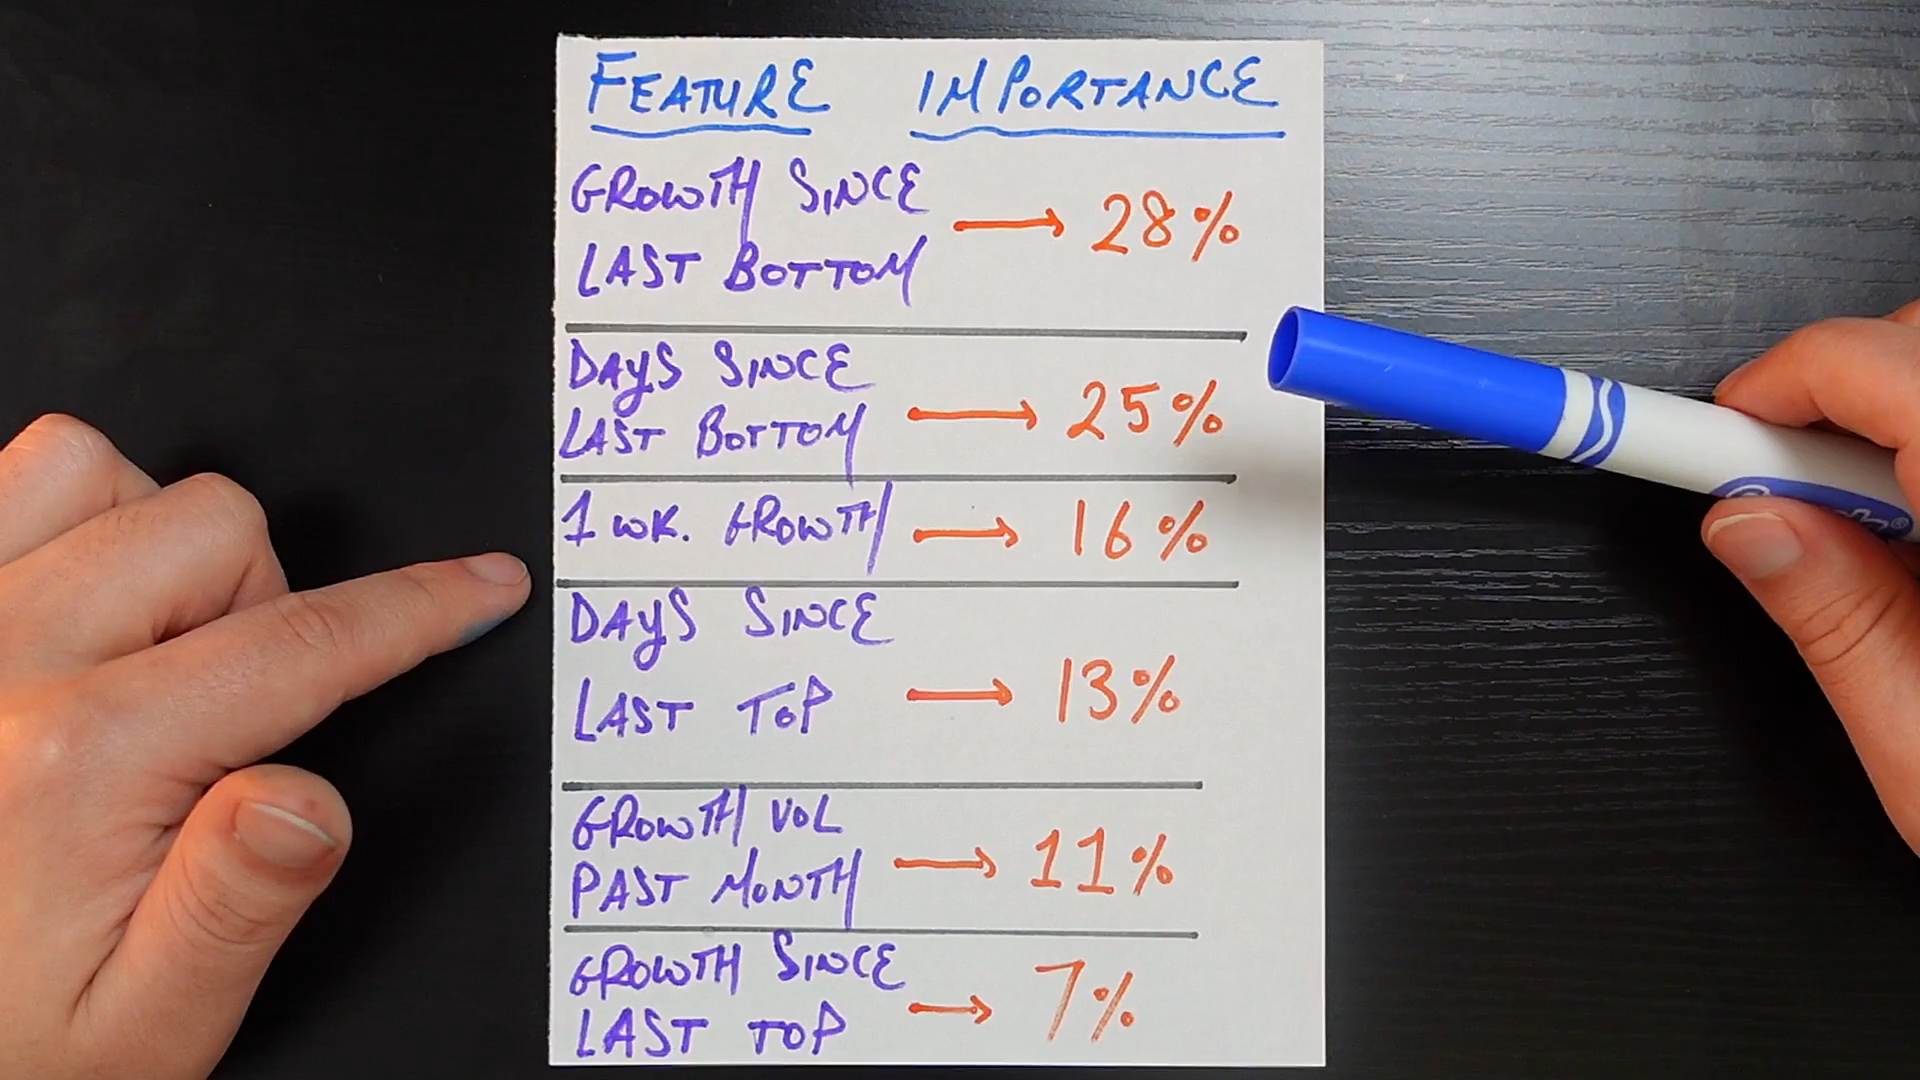 FEATURE IMPORTANCE
GROWTH SINCE
LAST BOTTOM → 28%
DAYS SINCE
LAST BOTTOM → 25%
1 WK. GROWTH → 16%
DAYS SINCE
LAST TOP → 13%
GROWTH VOL
PAST MONTH → 11%
GROWTH SINCE
LAST TOP → 7%